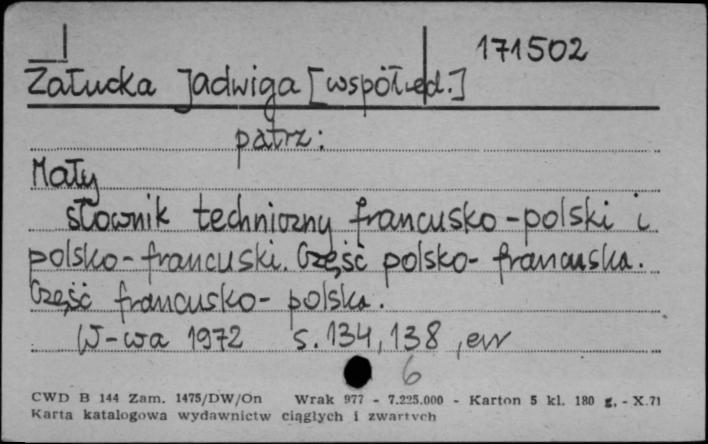 171502
Załucka Jadwiga [współred.]
patrz:
Mały
słownik techniczny francusko-polski i
polsko-francuski. Część polsko-francuska.
Część francusko-polska.
W-wa 1972 s. 134, 138
6
CWD B 144 Zam. 1475/DW/On Wrak 977 - 7.225.000 - Karton 5 kl. 180 g. - X.71
Karta katalogowa wydawnictw ciągłych i zwartych